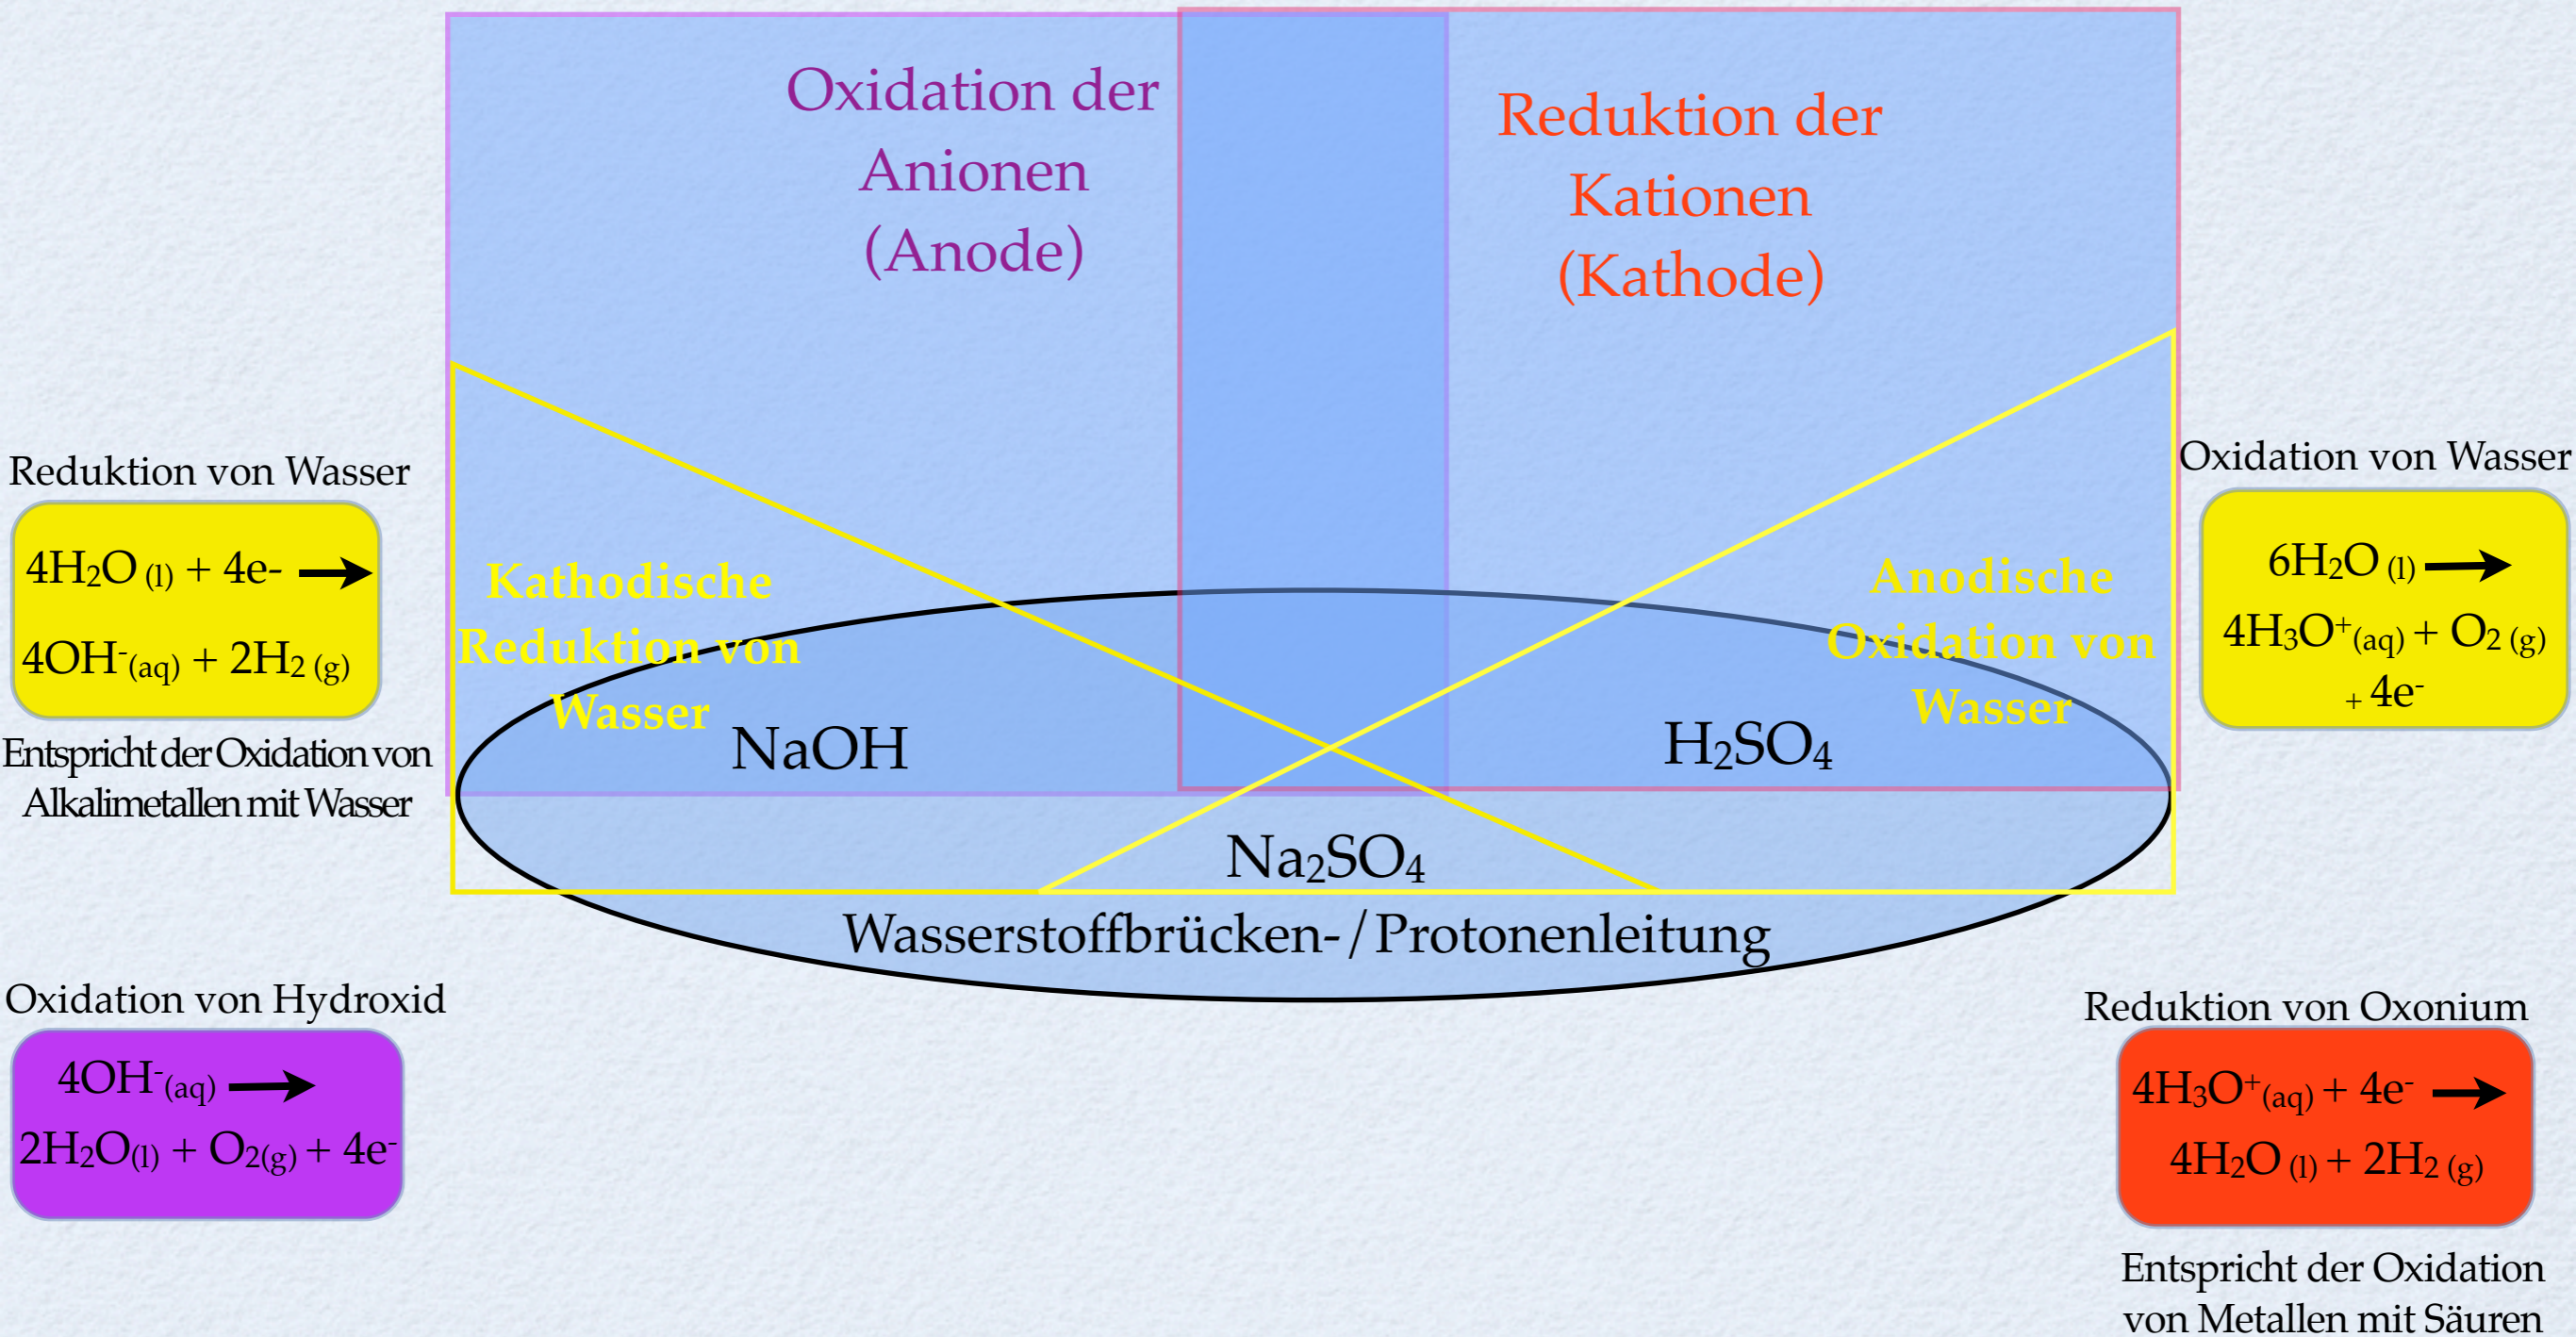 Oxidation der
Anionen
(Anode)
Reduktion der
Kationen
(Kathode)
Reduktion von Wasser
4H₂O (l) + 4e- →
4OH⁻(aq) + 2H₂ (g)
Entspricht der Oxidation von
Alkalimetallen mit Wasser
Kathodische
Reduktion von
Wasser
NaOH
Anodische
Oxidation von
Wasser
H₂SO₄
Oxidation von Wasser
6H₂O (l) →
4H₃O⁺(aq) + O₂ (g)
+ 4e⁻
Na₂SO₄
Wasserstoffbrücken-/Protonenleitung
Oxidation von Hydroxid
4OH⁻(aq) →
2H₂O(l) + O₂(g) + 4e⁻
Reduktion von Oxonium
4H₃O⁺(aq) + 4e⁻ →
4H₂O (l) + 2H₂ (g)
Entspricht der Oxidation
von Metallen mit Säuren